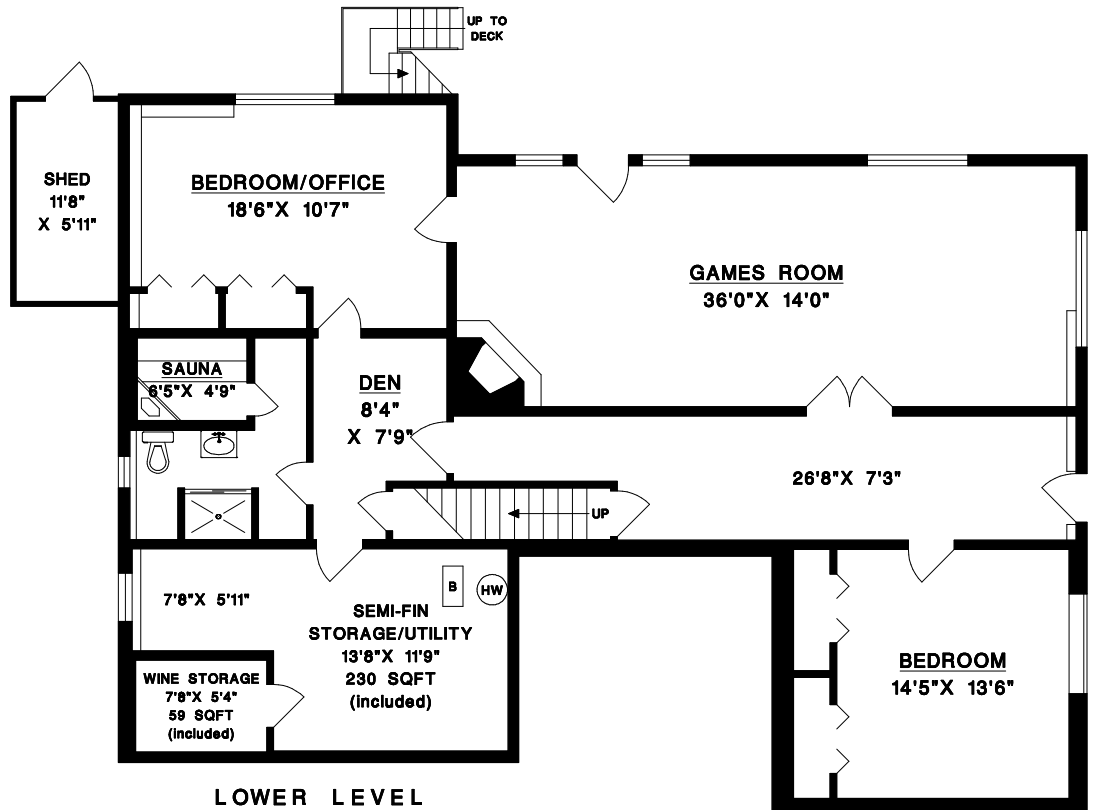 UP TO
DECK
SHED
11'8"
X 5'11"
BEDROOM/OFFICE
18'6"X 10'7"
GAMES ROOM
36'0"X 14'0"
SAUNA
6'5"X 4'9"
DEN
8'4"
X 7'9"
26'8"X 7'3"
UP
7'8"X 5'11"
B
HW
SEMI-FIN
STORAGE/UTILITY
13'8"X 11'9"
230 SQFT
(included)
WINE STORAGE
7'8"X 5'4"
59 SQFT
(included)
BEDROOM
14'5"X 13'6"
LOWER LEVEL